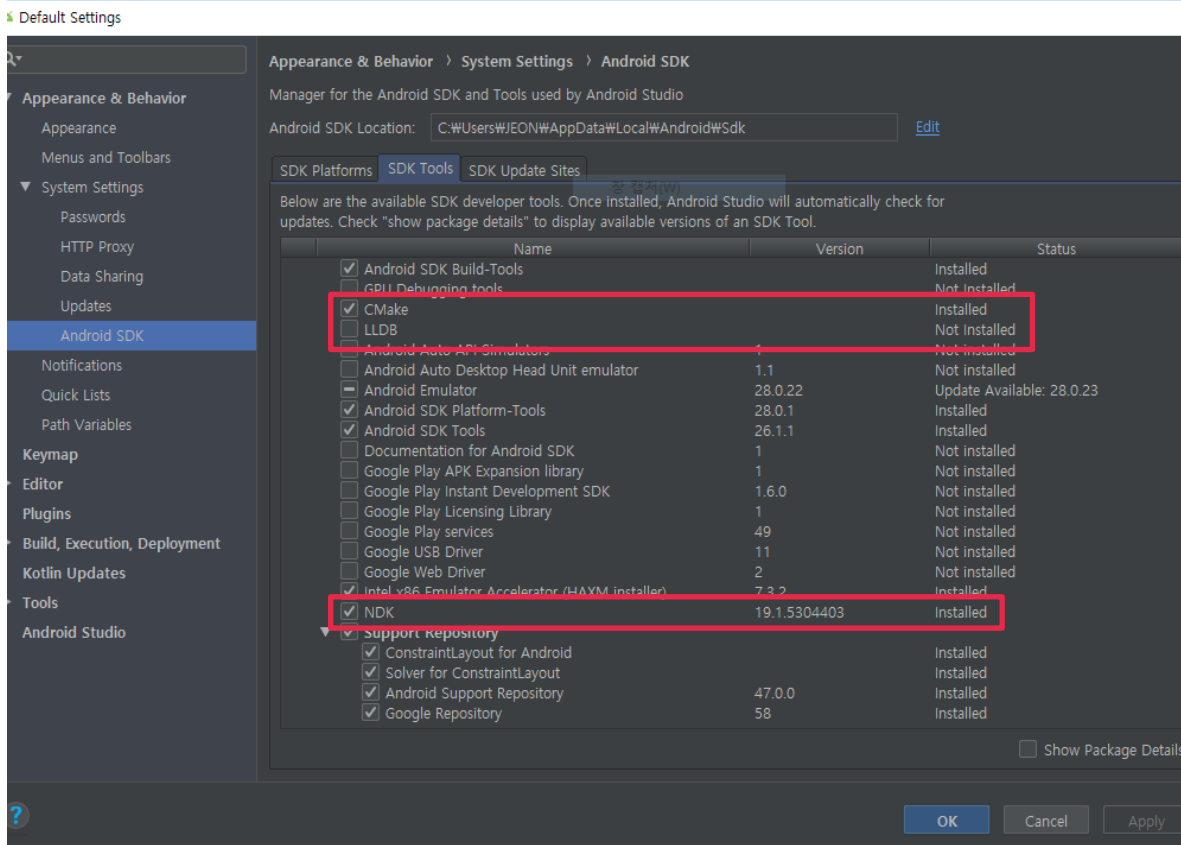 Default Settings
Appearance & Behavior
Appearance
Menus and Toolbars
System Settings
Passwords
HTTP Proxy
Data Sharing
Updates
Android SDK
Notifications
Quick Lists
Path Variables
Keymap
Editor
Plugins
Build, Execution, Deployment
Kotlin Updates
Tools
Android Studio
Appearance & Behavior > System Settings > Android SDK
Manager for the Android SDK and Tools used by Android Studio
Android SDK Location: C:₩Users₩JEON₩AppData₩Local₩Android₩Sdk Edit
SDK Platforms SDK Tools SDK Update Sites
창 캡처(W)
Below are the available SDK developer tools. Once installed, Android Studio will automatically check for
updates. Check "show package details" to display available versions of an SDK Tool.
Name Version Status
Android SDK Build-Tools Installed
GPU Debugging tools Not Installed
CMake Installed
LLDB Not Installed
Android Auto API Simulators 1 Not installed
Android Auto Desktop Head Unit emulator 1.1 Not installed
Android Emulator 28.0.22 Update Available: 28.0.23
Android SDK Platform-Tools 28.0.1 Installed
Android SDK Tools 26.1.1 Installed
Documentation for Android SDK 1 Not installed
Google Play APK Expansion library 1 Not installed
Google Play Instant Development SDK 1.6.0 Not installed
Google Play Licensing Library 1 Not installed
Google Play services 49 Not installed
Google USB Driver 11 Not installed
Google Web Driver 2 Not installed
Intel x86 Emulator Accelerator (HAXM installer) 7.3.2 Installed
NDK 19.1.5304403 Installed
Support Repository
ConstraintLayout for Android Installed
Solver for ConstraintLayout Installed
Android Support Repository 47.0.0 Installed
Google Repository 58 Installed
Show Package Details
?
OK Cancel Apply